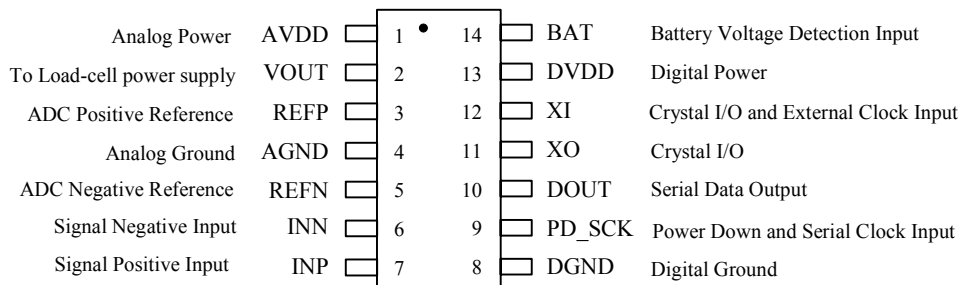 Analog Power AVDD 1 14 BAT Battery Voltage Detection Input
To Load-cell power supply VOUT 2 13 DVDD Digital Power
ADC Positive Reference REFP 3 12 XI Crystal I/O and External Clock Input
Analog Ground AGND 4 11 XO Crystal I/O
ADC Negative Reference REFN 5 10 DOUT Serial Data Output
Signal Negative Input INN 6 9 PD_SCK Power Down and Serial Clock Input
Signal Positive Input INP 7 8 DGND Digital Ground